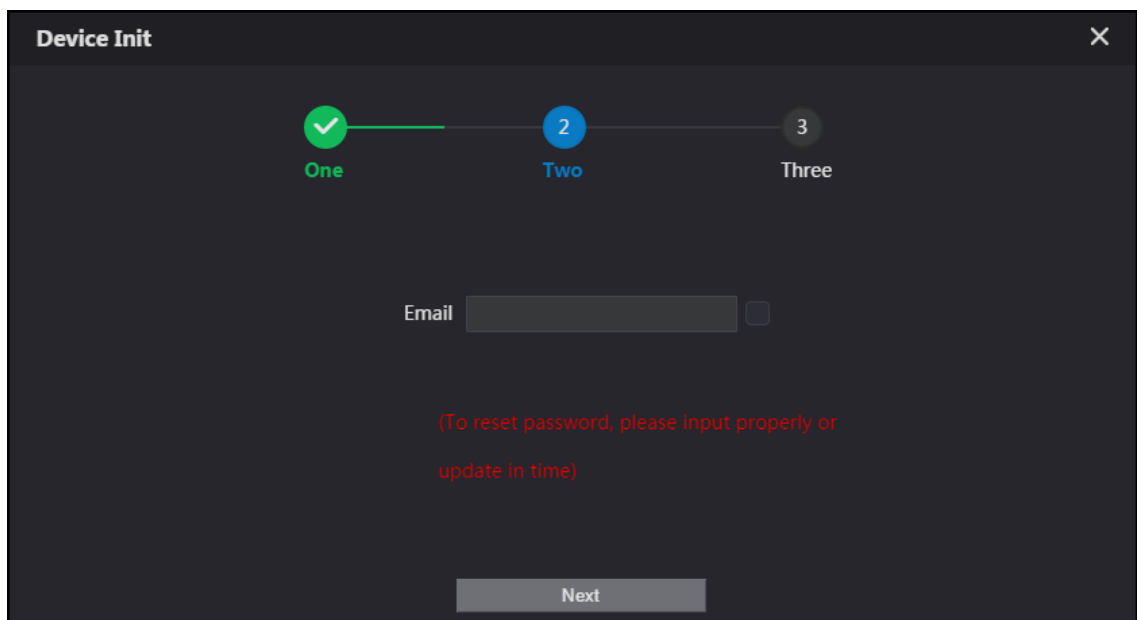 Device Init
2 3
One Two Three
Email
(To reset password, please input properly or
update in time)
Next